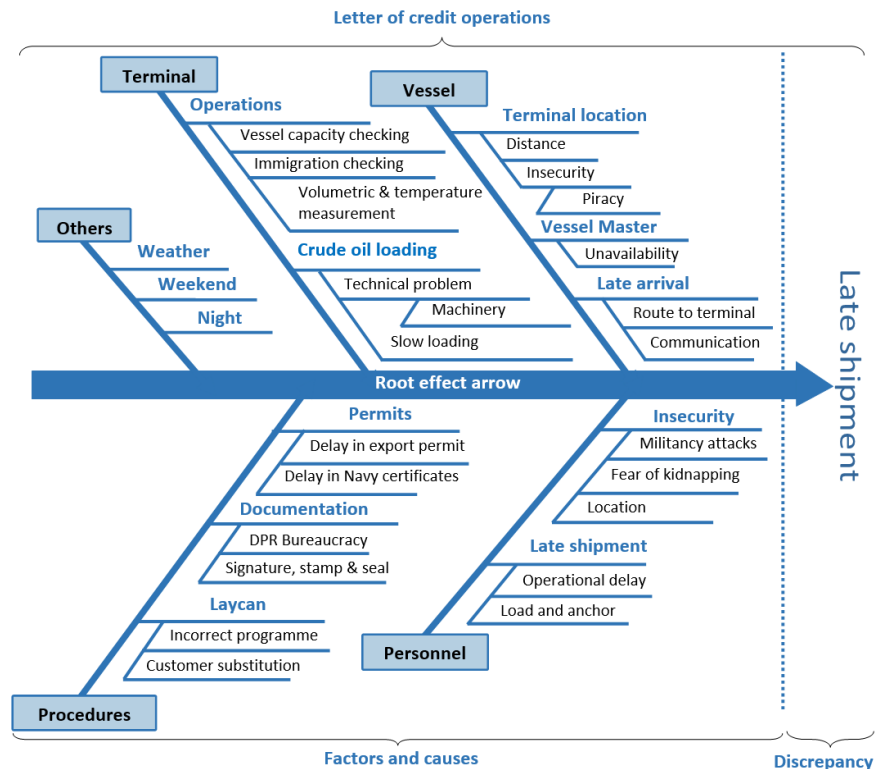 Letter of credit operations
Terminal
Operations
Vessel capacity checking
Immigration checking
Volumetric & temperature
measurement
Crude oil loading
Technical problem
Machinery
Slow loading
Vessel
Terminal location
Distance
Insecurity
Piracy
Vessel Master
Unavailability
Late arrival
Route to terminal
Communication
Others
Weather
Weekend
Night
Root effect arrow
Late shipment
Permits
Delay in export permit
Delay in Navy certificates
Documentation
DPR Bureaucracy
Signature, stamp & seal
Laycan
Incorrect programme
Customer substitution
Procedures
Insecurity
Militancy attacks
Fear of kidnapping
Location
Late shipment
Operational delay
Load and anchor
Personnel
Factors and causes
Discrepancy